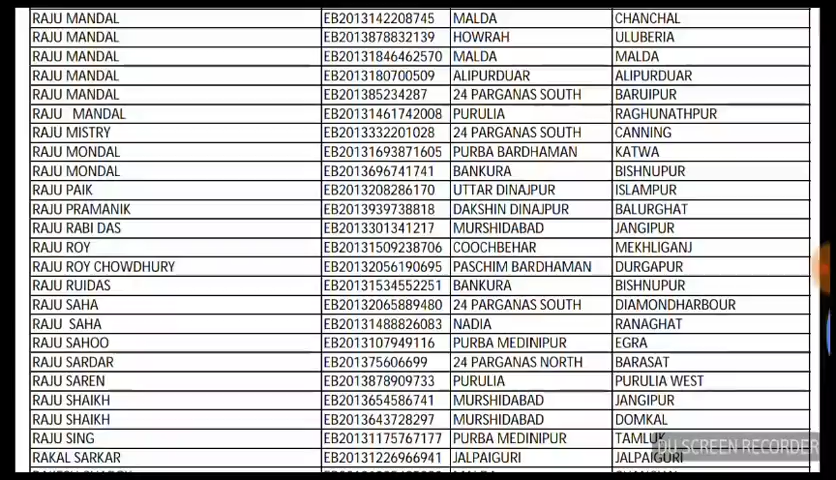 RAJU MANDAL EB2013142208745 MALDA CHANCHAL
RAJU MANDAL EB2013878832139 HOWRAH ULUBERIA
RAJU MANDAL EB20131846462570 MALDA MALDA
RAJU MANDAL EB2013180700509 ALIPURDUAR ALIPURDUAR
RAJU MANDAL EB201385234287 24 PARGANAS SOUTH BARUIPUR
RAJU MANDAL EB20131461742008 PURULIA RAGHUNATHPUR
RAJU MISTRY EB2013332201028 24 PARGANAS SOUTH CANNING
RAJU MONDAL EB20131693871605 PURBA BARDHAMAN KATWA
RAJU MONDAL EB2013696741741 BANKURA BISHNUPUR
RAJU PAIK EB2013208286170 UTTAR DINAJPUR ISLAMPUR
RAJU PRAMANIK EB2013939738818 DAKSHIN DINAJPUR BALURGHAT
RAJU RABI DAS EB2013301341217 MURSHIDABAD JANGIPUR
RAJU ROY EB20131509238706 COOCHBEHAR MEKHLIGANJ
RAJU ROY CHOWDHURY EB20132056190695 PASCHIM BARDHAMAN DURGAPUR
RAJU RUIDAS EB20131534552251 BANKURA BISHNUPUR
RAJU SAHA EB20132065889480 24 PARGANAS SOUTH DIAMONDHARBOUR
RAJU SAHA EB20131488826083 NADIA RANAGHAT
RAJU SAHOO EB2013107949116 PURBA MEDINIPUR EGRA
RAJU SARDAR EB201375606699 24 PARGANAS NORTH BARASAT
RAJU SAREN EB2013878909733 PURULIA PURULIA WEST
RAJU SHAIKH EB2013654586741 MURSHIDABAD JANGIPUR
RAJU SHAIKH EB2013643728297 MURSHIDABAD DOMKAL
RAJU SING EB20131175767177 PURBA MEDINIPUR TAMLUK
DU SCREEN RECORDER
RAKAL SARKAR EB20131226966941 JALPAIGURI JALPAIGURI